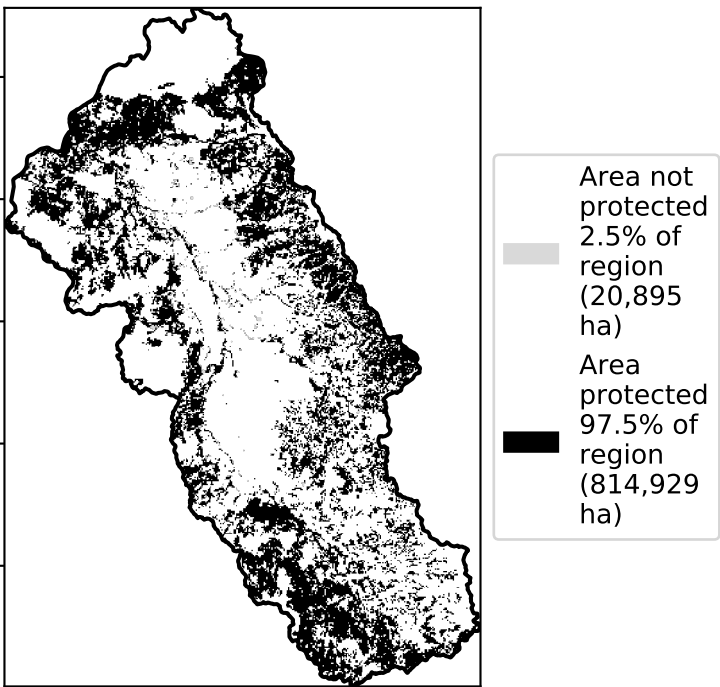 Area not
protected
2.5% of
region
(20,895
ha)
Area
protected
97.5% of
region
(814,929
ha)